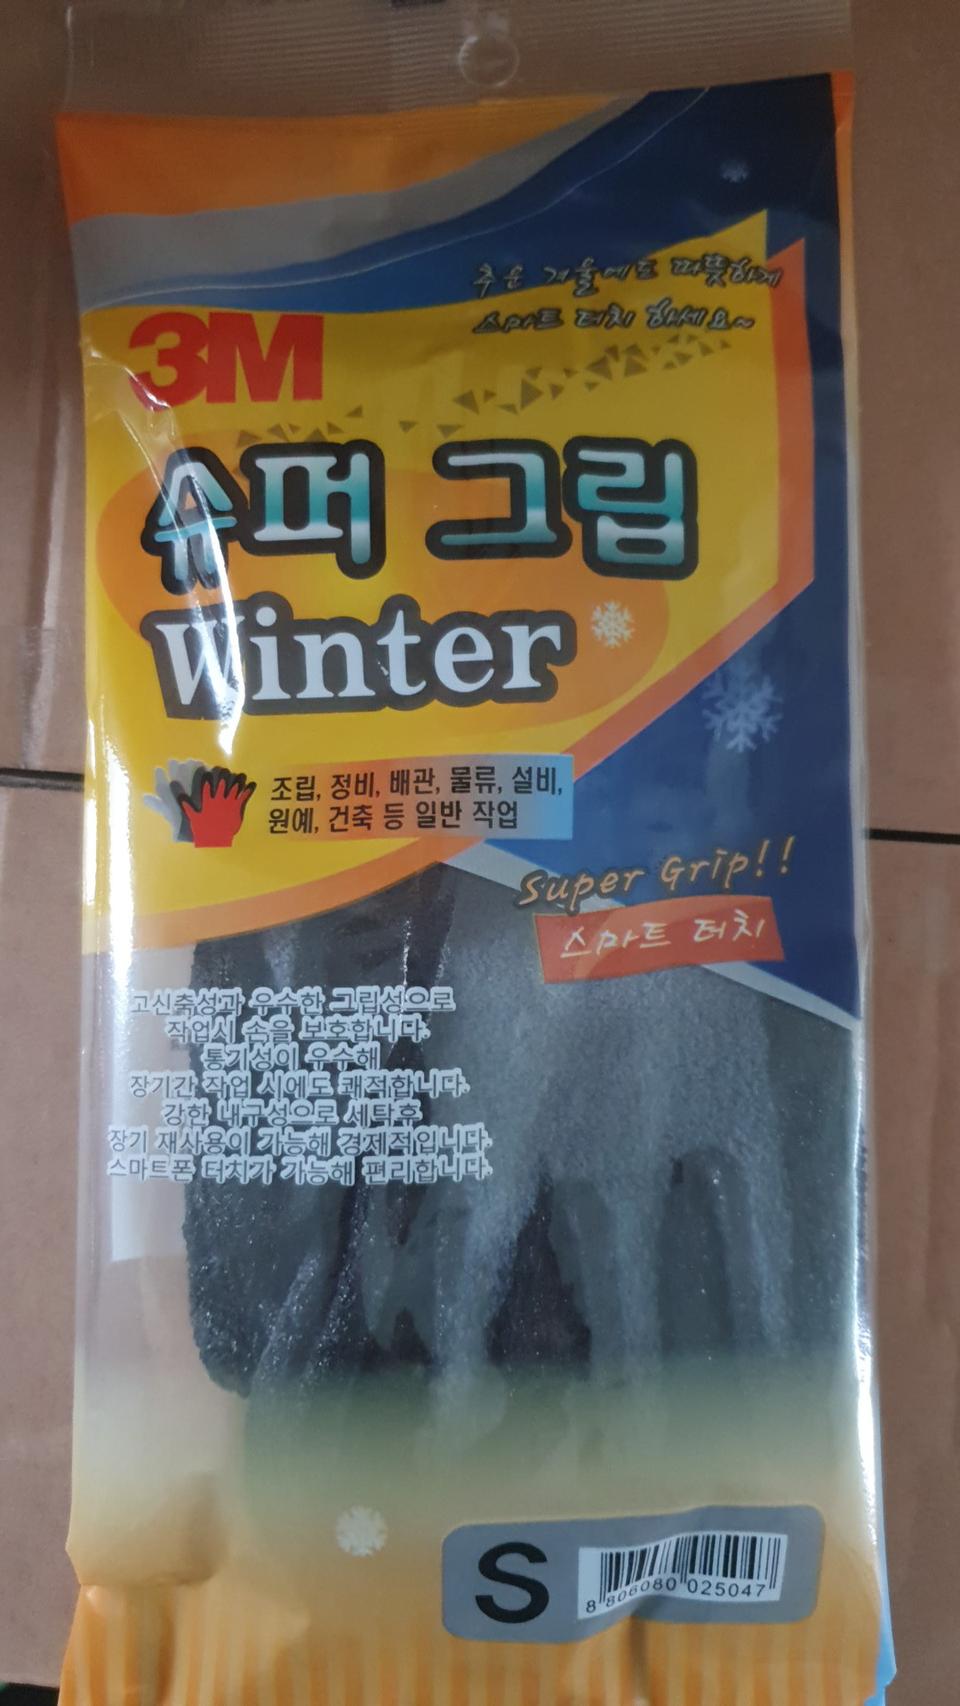 추운 겨울에도 따뜻하게
스마트 터치 하세요~
3M
슈퍼 그립
Winter
조립, 정비, 배관, 물류, 설비,
원예, 건축 등 일반 작업
Super Grip!!
스마트 터치
고신축성과 우수한 그립성으로
작업시 손을 보호합니다.
통기성이 우수해
장기간 작업 시에도 쾌적합니다.
강한 내구성으로 세탁후
장기 재사용이 가능해 경제적입니다.
스마트폰 터치가 가능해 편리합니다.
S
8 806080 025047